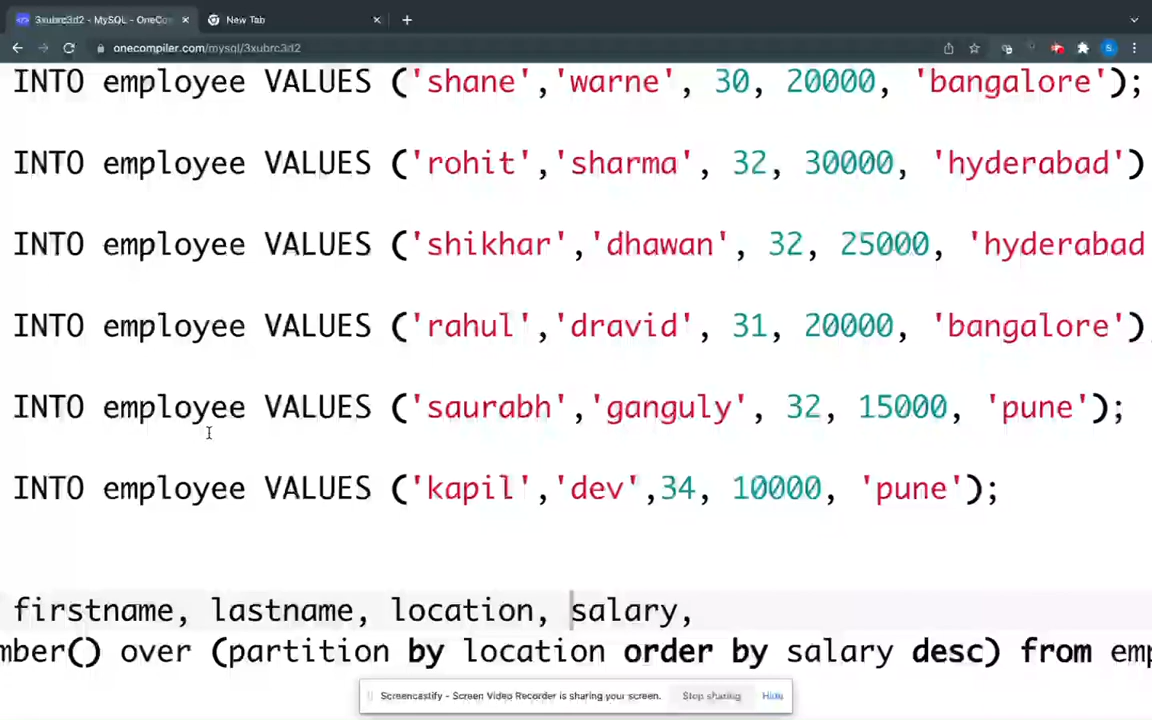 3xubrc3d2 - MySQL - OneCo
New Tab
onecompiler.com/mysql/3xubrc3d2
INTO employee VALUES ('shane','warne', 30, 20000, 'bangalore');
INTO employee VALUES ('rohit','sharma', 32, 30000, 'hyderabad')
INTO employee VALUES ('shikhar','dhawan', 32, 25000, 'hyderabad
INTO employee VALUES ('rahul','dravid', 31, 20000, 'bangalore')
INTO employee VALUES ('saurabh','ganguly', 32, 15000, 'pune');
INTO employee VALUES ('kapil','dev',34, 10000, 'pune');
firstname, lastname, location, salary,
mber() over (partition by location order by salary desc) from emp
Screencastify - Screen Video Recorder is sharing your screen.
Stop sharing
Hide